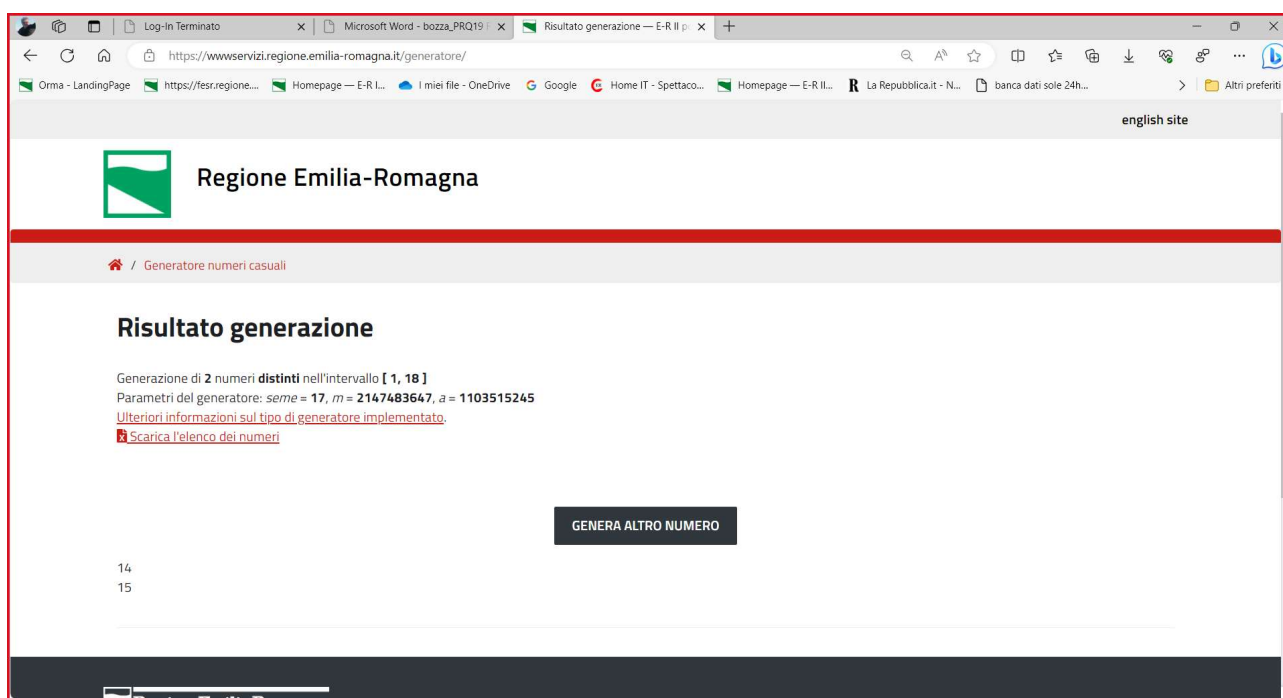 Log-In Terminato
Microsoft Word - bozza_PRQ19
Risultato generazione — E-R Il p
https://wwwservizi.regione.emilia-romagna.it/generatore/
Orma - LandingPage
https://fesr.regione....
Homepage — E-R I...
I miei file - OneDrive
Google
Home IT - Spettaco...
Homepage — E-R Il...
La Repubblica.it - N...
banca dati sole 24h...
Altri preferiti
english site
Regione Emilia-Romagna
/ Generatore numeri casuali
Risultato generazione
Generazione di 2 numeri distinti nell'intervallo [ 1, 18 ]
Parametri del generatore: seme = 17, m = 2147483647, a = 1103515245
Ulteriori informazioni sul tipo di generatore implementato.
Scarica l'elenco dei numeri
GENERA ALTRO NUMERO
14
15